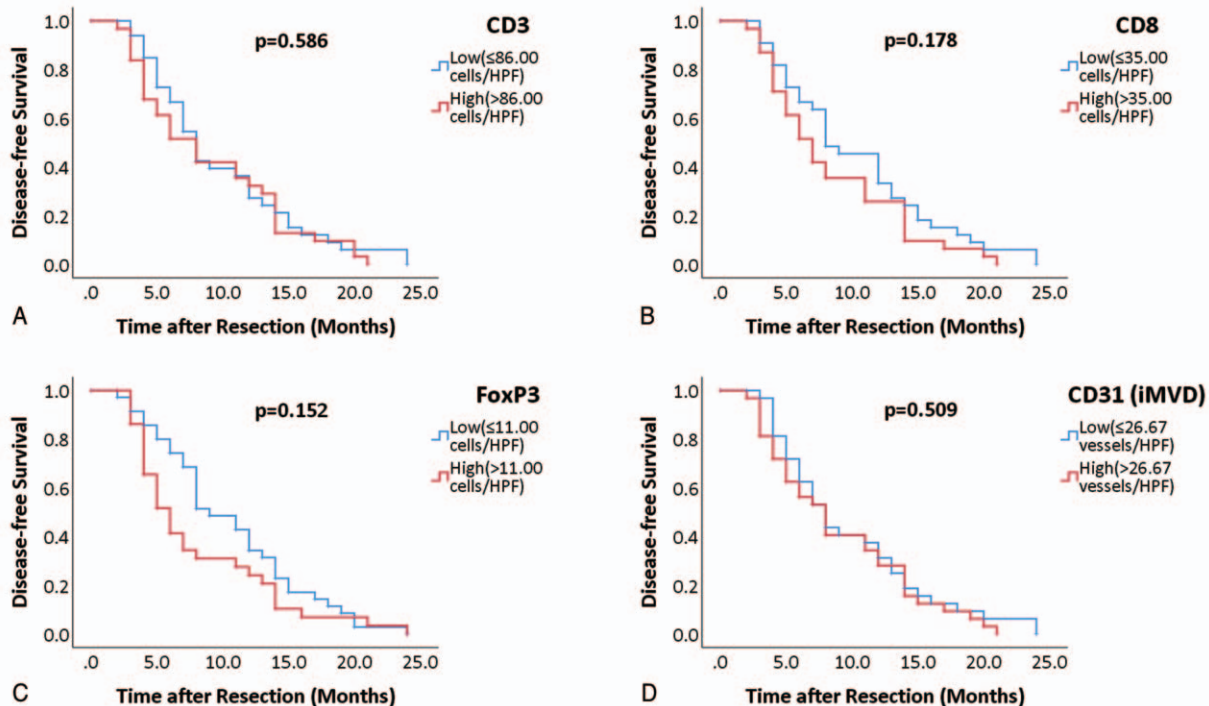 CD3
p=0.586
Low(≤86.00
cells/HPF)
High(>86.00
cells/HPF)
Disease-free Survival
1.0
0.8
0.6
0.4
0.2
0.0
.0 5.0 10.0 15.0 20.0 25.0
Time after Resection (Months)
A
CD8
p=0.178
Low(≤35.00
cells/HPF)
High(>35.00
cells/HPF)
Disease-free Survival
1.0
0.8
0.6
0.4
0.2
0.0
.0 5.0 10.0 15.0 20.0 25.0
Time after Resection (Months)
B
FoxP3
p=0.152
Low(≤11.00
cells/HPF)
High(>11.00
cells/HPF)
Disease-free Survival
1.0
0.8
0.6
0.4
0.2
0.0
.0 5.0 10.0 15.0 20.0 25.0
Time after Resection (Months)
C
CD31 (iMVD)
p=0.509
Low(≤26.67
vessels/HPF)
High(>26.67
vessels/HPF)
Disease-free Survival
1.0
0.8
0.6
0.4
0.2
0.0
.0 5.0 10.0 15.0 20.0 25.0
Time after Resection (Months)
D